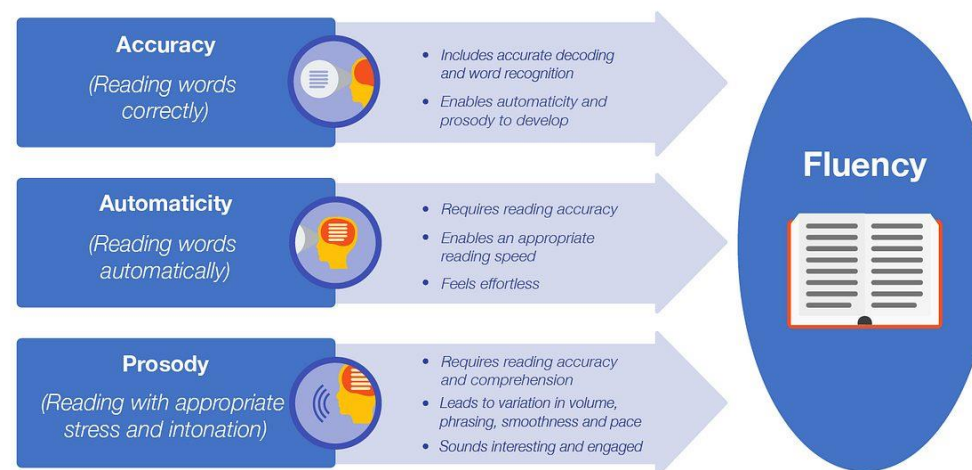 Accuracy
(Reading words
correctly)
• Includes accurate decoding
and word recognition
• Enables automaticity and
prosody to develop
Automaticity
(Reading words
automatically)
• Requires reading accuracy
• Enables an appropriate
reading speed
• Feels effortless
Prosody
(Reading with appropriate
stress and intonation)
• Requires reading accuracy
and comprehension
• Leads to variation in volume,
phrasing, smoothness and pace
• Sounds interesting and engaged
Fluency